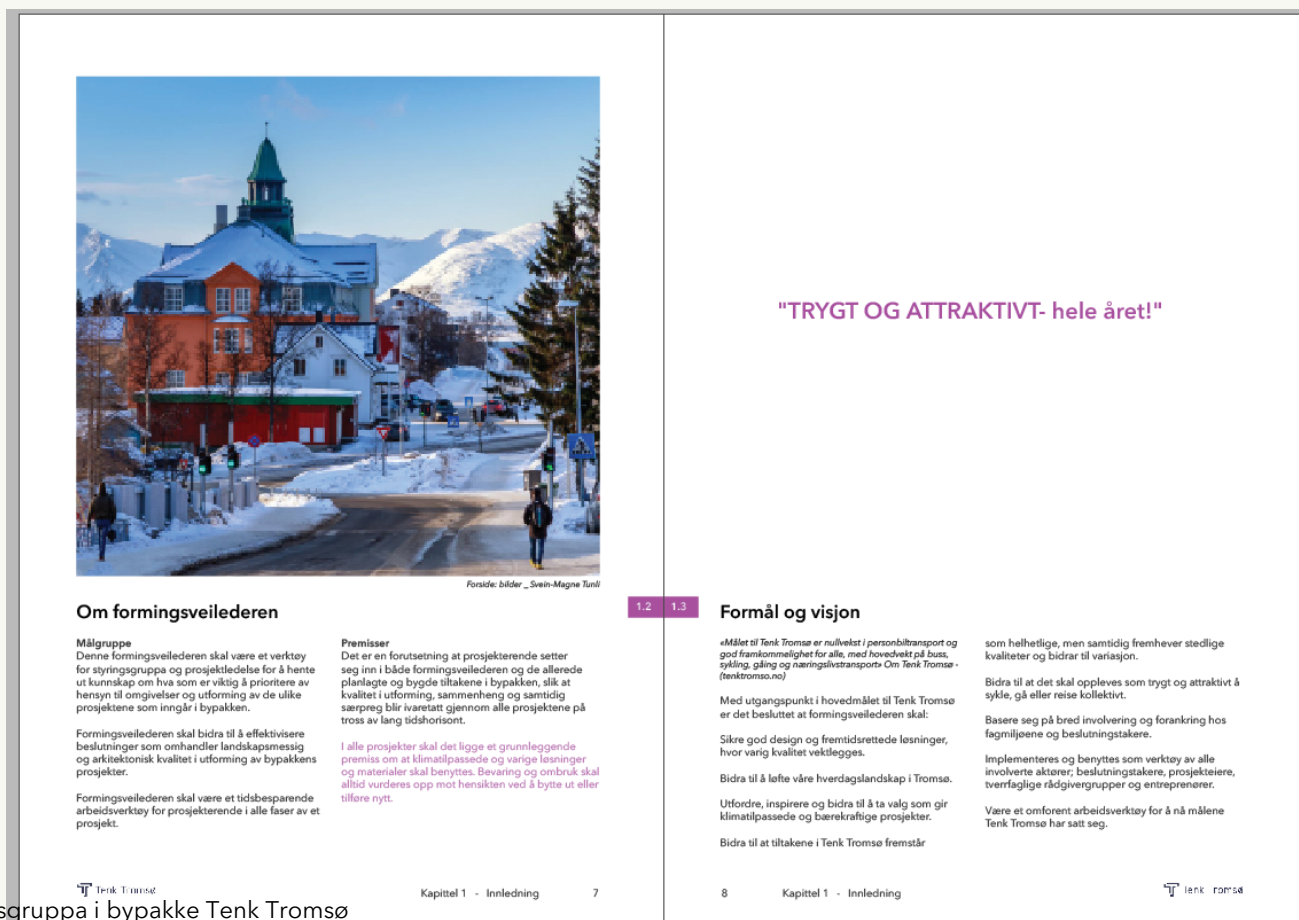 Forside: bilder _ Svein-Magne Tunli
Om formingsveilederen
1.2
Målgruppe
Denne formingsveilederen skal være et verktøy
for styringsgruppa og prosjektledelse for å hente
ut kunnskap om hva som er viktig å prioritere av
hensyn til omgivelser og utforming av de ulike
prosjektene som inngår i bypakken.
Formingsveilederen skal bidra til å effektivisere
beslutninger som omhandler landskapsmessig
og arkitektonisk kvalitet i utforming av bypakkens
prosjekter.
Formingsveilederen skal være et tidsbesparende
arbeidsverktøy for prosjekterende i alle faser av et
prosjekt.
Premisser
Det er en forutsetning at prosjekterende setter
seg inn i både formingsveilederen og de allerede
planlagte og bygde tiltakene i bypakken, slik at
kvalitet i utforming, sammenheng og samtidig
særpreg blir ivaretatt gjennom alle prosjektene på
tross av lang tidshorisont.
I alle prosjekter skal det ligge et grunnleggende
premiss om at klimatilpassede og varige løsninger
og materialer skal benyttes. Bevaring og ombruk skal
alltid vurderes opp mot hensikten ved å bytte ut eller
tilføre nytt.
Tenk Tromsø
Kapittel 1 - Innledning
7
"TRYGT OG ATTRAKTIVT- hele året!"
1.3
Formål og visjon
«Målet til Tenk Tromsø er nullvekst i personbiltransport og
god framkommelighet for alle, med hovedvekt på buss,
sykling, gåing og næringslivstransport» Om Tenk Tromsø -
(tenktromso.no)
Med utgangspunkt i hovedmålet til Tenk Tromsø
er det besluttet at formingsveilederen skal:
Sikre god design og fremtidsrettede løsninger,
hvor varig kvalitet vektlegges.
Bidra til å løfte våre hverdagslandskap i Tromsø.
Utfordre, inspirere og bidra til å ta valg som gir
klimatilpassede og bærekraftige prosjekter.
Bidra til at tiltakene i Tenk Tromsø fremstår
som helhetlige, men samtidig fremhever stedlige
kvaliteter og bidrar til variasjon.
Bidra til at det skal oppleves som trygt og attraktivt å
sykle, gå eller reise kollektivt.
Basere seg på bred involvering og forankring hos
fagmiljøene og beslutningstakere.
Implementeres og benyttes som verktøy av alle
involverte aktører; beslutningstakere, prosjekteiere,
tverrfaglige rådgivergrupper og entreprenører.
Være et omforent arbeidsverktøy for å nå målene
Tenk Tromsø har satt seg.
8
Kapittel 1 - Innledning
Tenk Tromsø
sgruppa i bypakke Tenk Tromsø